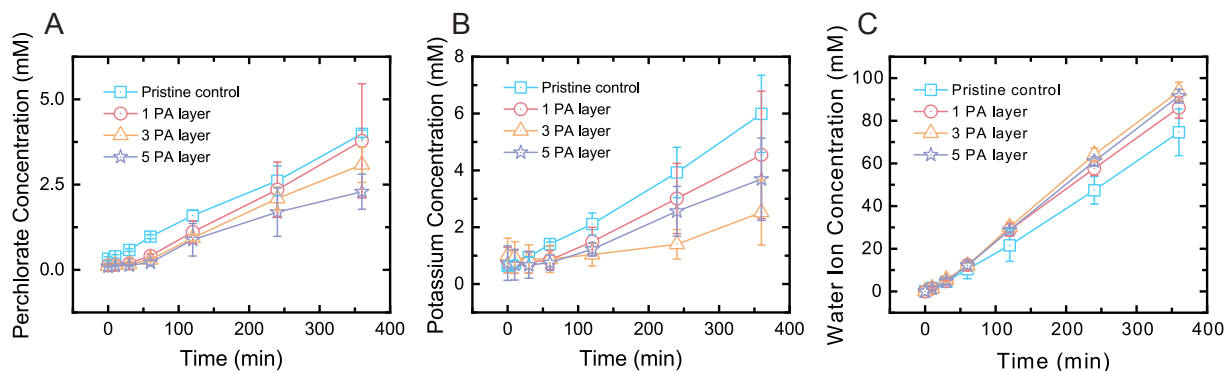 A
Perchlorate Concentration (mM)
5.0
2.5
0.0
Pristine control
1 PA layer
3 PA layer
5 PA layer
0 100 200 300 400
Time (min)
B
Potassium Concentration (mM)
8
6
4
2
0
Pristine control
1 PA layer
3 PA layer
5 PA layer
0 100 200 300 400
Time (min)
C
Water Ion Concentration (mM)
100
80
60
40
20
0
Pristine control
1 PA layer
3 PA layer
5 PA layer
0 100 200 300 400
Time (min)